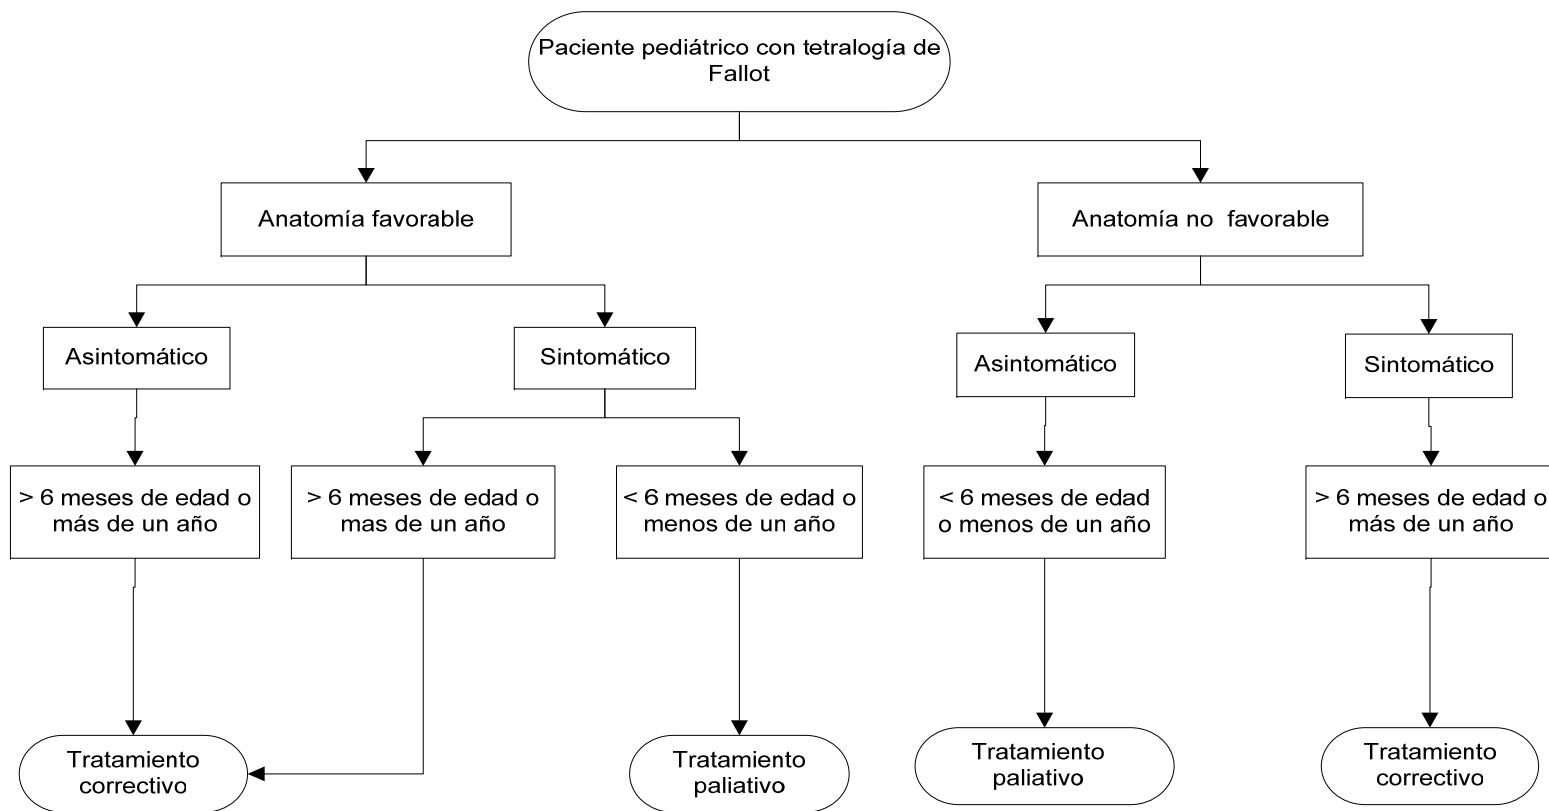 Paciente pediátrico con tetralogía de
Fallot
Anatomía favorable
Anatomía no favorable
Asintomático
Sintomático
Asintomático
Sintomático
> 6 meses de edad o
más de un año
> 6 meses de edad o
mas de un año
< 6 meses de edad o
menos de un año
< 6 meses de edad
o menos de un año
> 6 meses de edad o
más de un año
Tratamiento
correctivo
Tratamiento
paliativo
Tratamiento
paliativo
Tratamiento
correctivo